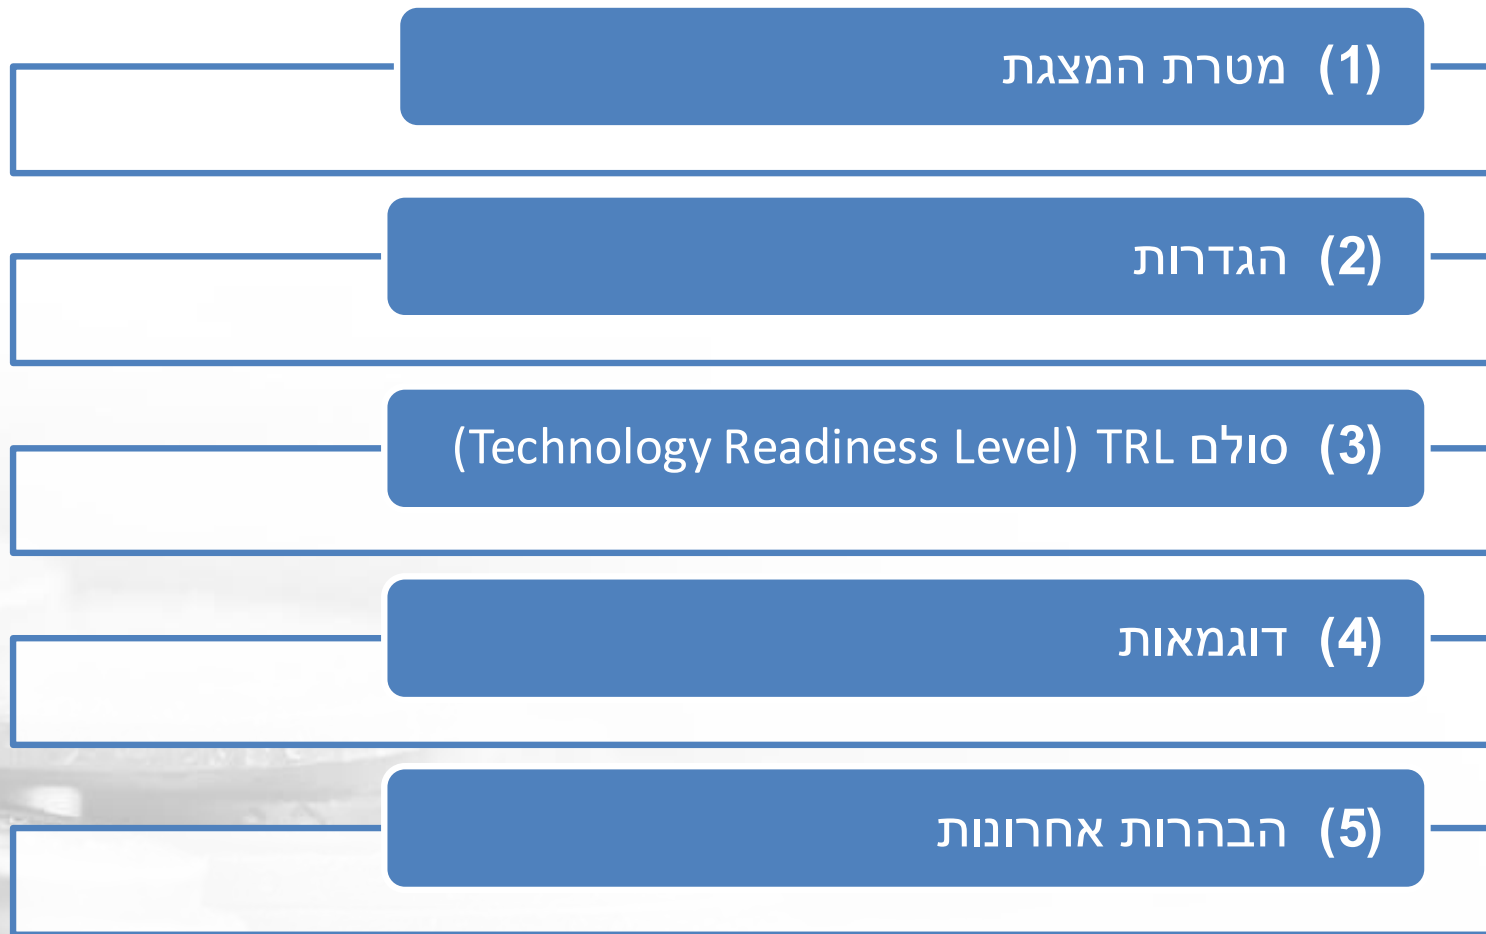 (1) מטרת המצגת
(2) הגדרות
(3) סולם TRL (Technology Readiness Level)
(4) דוגמאות
(5) הבהרות אחרונות